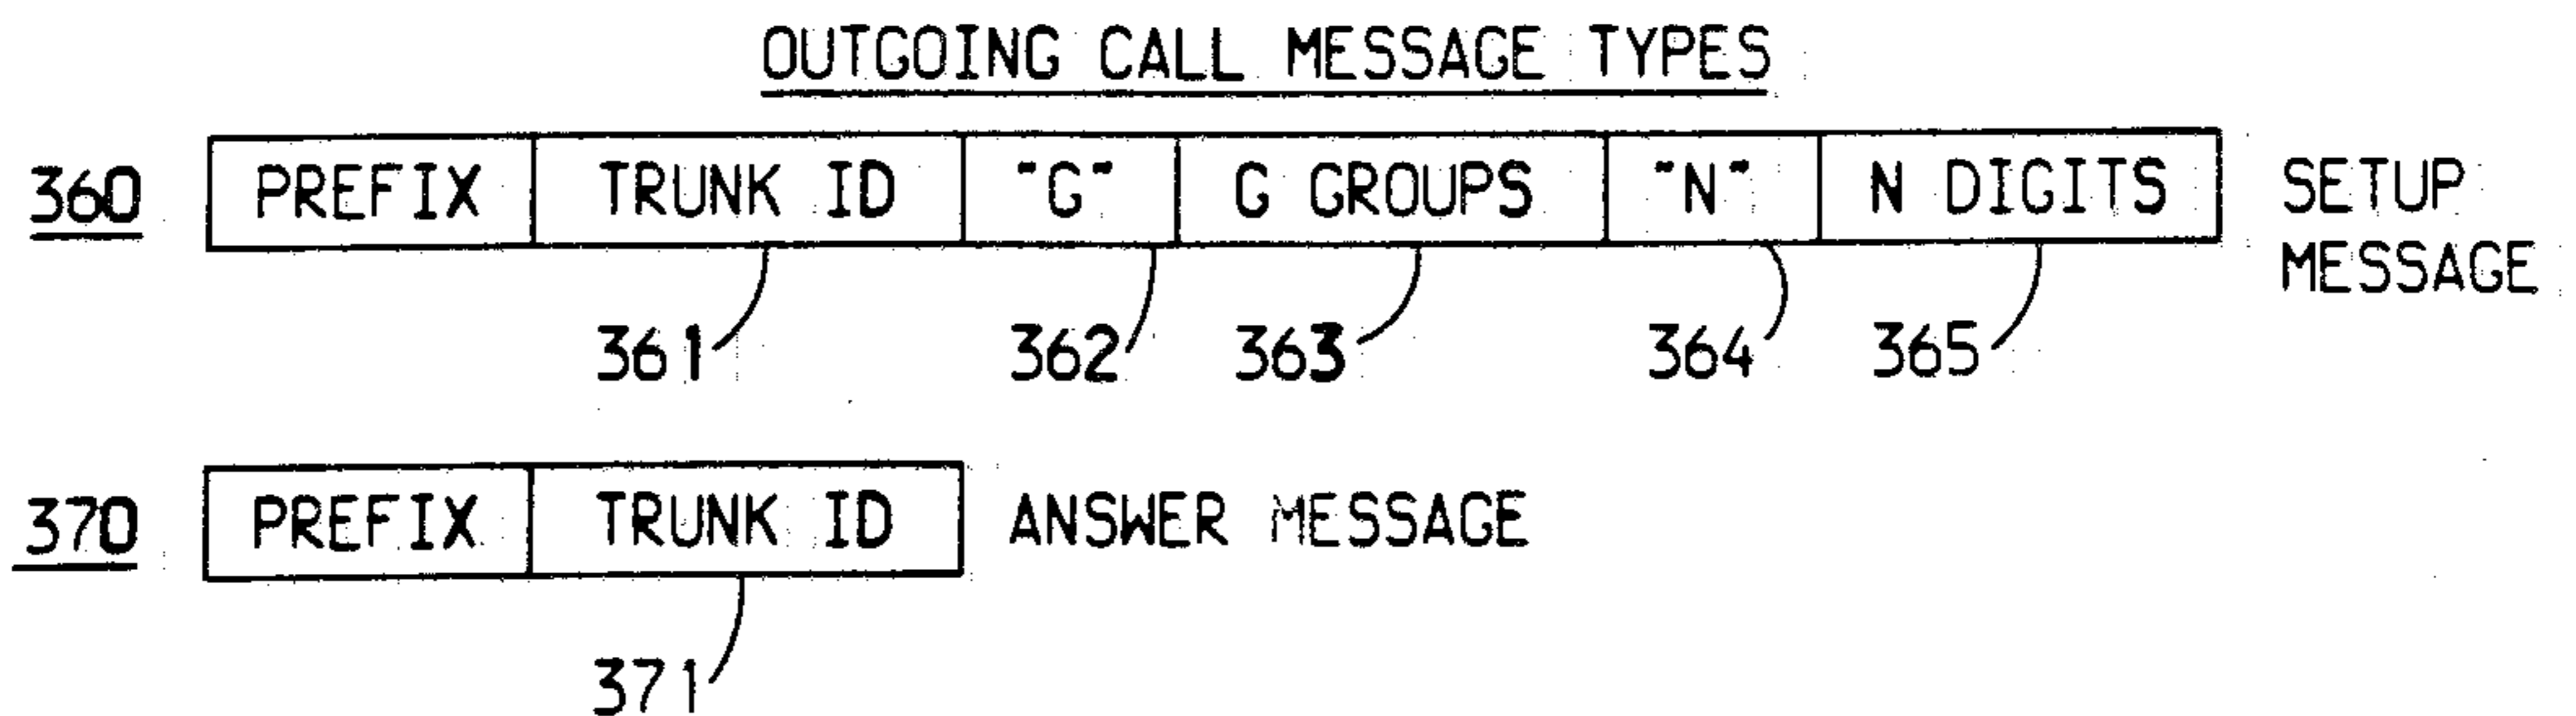 OUTGOING CALL MESSAGE TYPES
360 PREFIX TRUNK ID "G" G GROUPS "N" N DIGITS SETUP MESSAGE
361 362 363 364 365
370 PREFIX TRUNK ID ANSWER MESSAGE
371